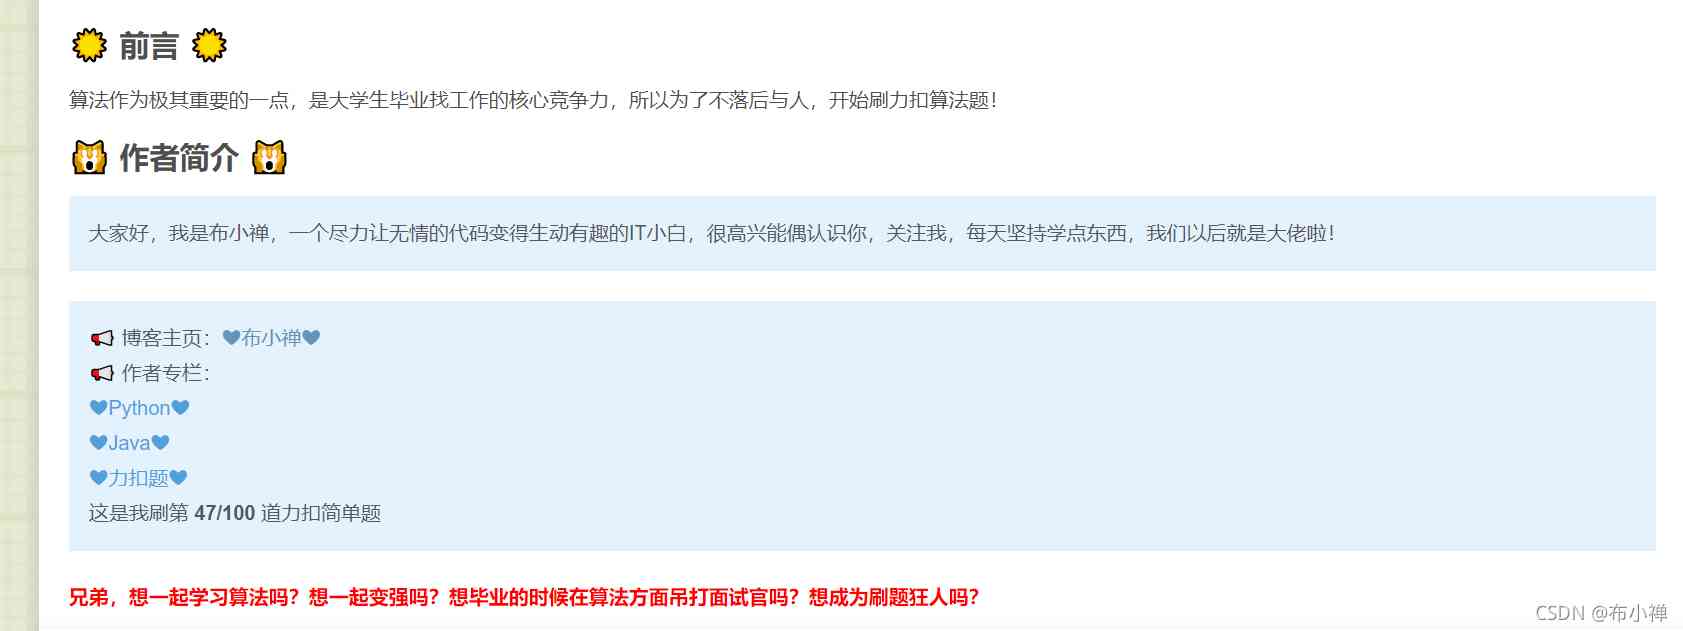 前言
算法作为极其重要的一点，是大学生毕业找工作的核心竞争力，所以为了不落后与人，开始刷力扣算法题！
作者简介
大家好，我是布小禅，一个尽力让无情的代码变得生动有趣的IT小白，很高兴能偶认识你，关注我，每天坚持学点东西，我们以后就是大佬啦！
博客主页：💙布小禅💙
作者专栏：
💙Python💙
💙Java💙
💙力扣题💙
这是我刷第 47/100 道力扣简单题
兄弟，想一起学习算法吗？想一起变强吗？想毕业的时候在算法方面吊打面试官吗？想成为刷题狂人吗？
CSDN @布小禅